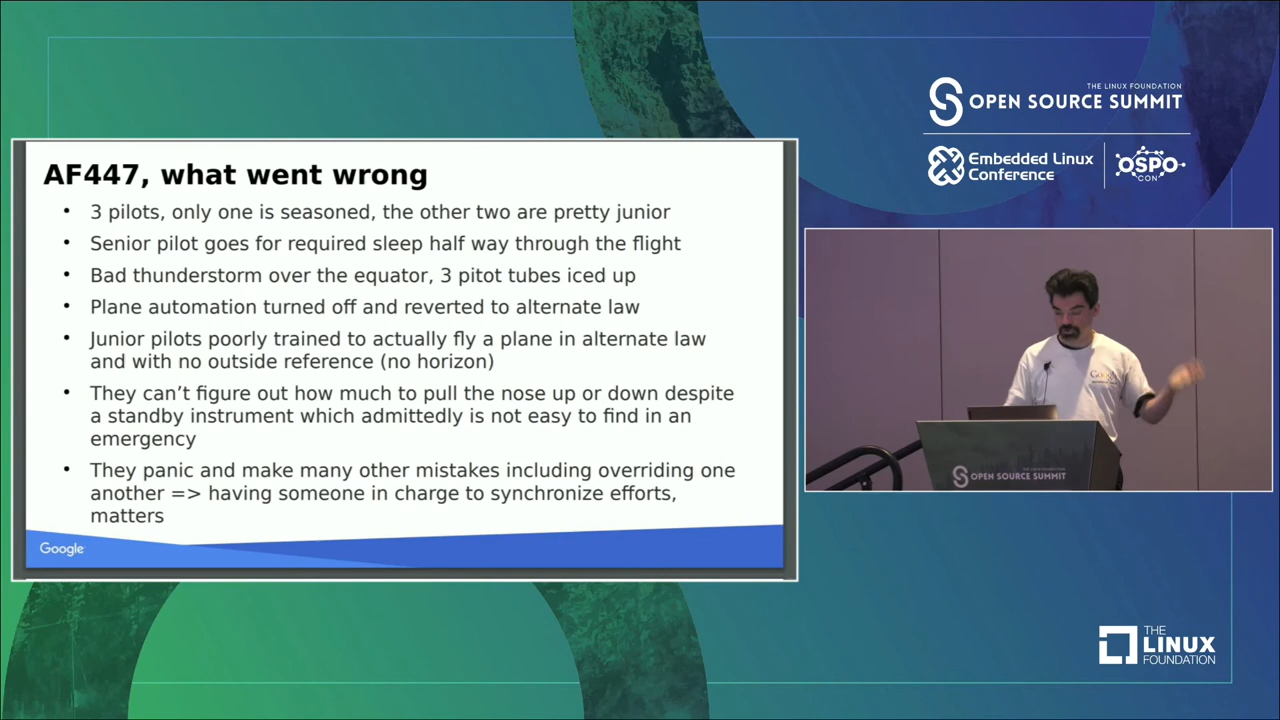 THE LINUX FOUNDATION
OPEN SOURCE SUMMIT
Embedded Linux
Conference
OSPO
CON
AF447, what went wrong
• 3 pilots, only one is seasoned, the other two are pretty junior
• Senior pilot goes for required sleep half way through the flight
• Bad thunderstorm over the equator, 3 pitot tubes iced up
• Plane automation turned off and reverted to alternate law
• Junior pilots poorly trained to actually fly a plane in alternate law
and with no outside reference (no horizon)
• They can’t figure out how much to pull the nose up or down despite
a standby instrument which admittedly is not easy to find in an
emergency
• They panic and make many other mistakes including overriding one
another => having someone in charge to synchronize efforts,
matters
Google
OPEN SOURCE SUMMIT
THE
LINUX
FOUNDATION